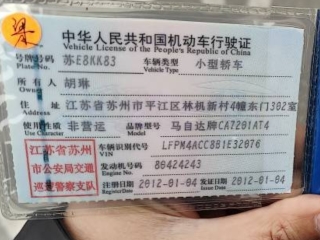 中华人民共和国机动车行驶证
Vehicle License of the People's Republic of China
号牌号码 苏E8KK83 车辆类型 小型轿车
Plate No. Vehicle Type
所有人 胡琳
Owner
住址 江苏省苏州市平江区林机新村4幢东门302室
Address
使用性质 非营运 品牌型号 马自达牌CA7201AT4
Use Character Model
江苏省苏州
市公安局交通
巡逻警察支队
车辆识别代号 LFPM4ACC8B1E32076
VIN
发动机号码 80424243
Engine No.
注册日期 2012-01-04 发证日期 2012-01-04
Register Date Issue Date